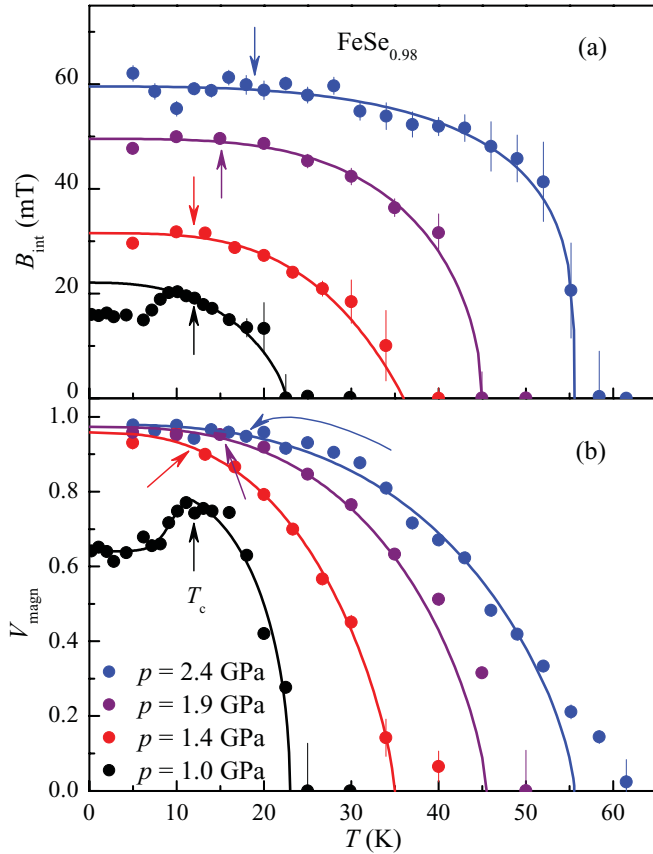 FeSe0.98
(a)
60
40
20
0
Bint (mT)
(b)
1.0
0.8
0.6
0.4
0.2
0.0
Vmagn
Tc
p = 2.4 GPa
p = 1.9 GPa
p = 1.4 GPa
p = 1.0 GPa
0 10 20 30 40 50 60
T (K)